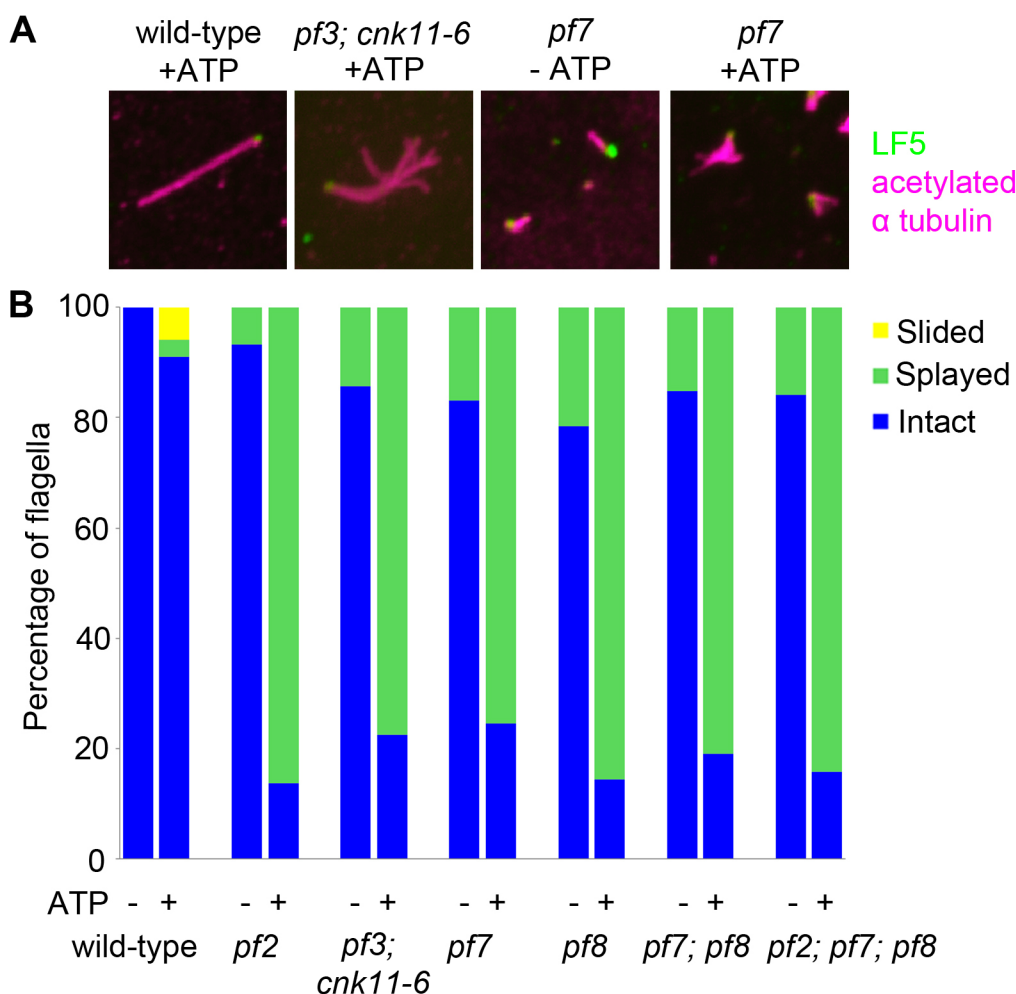 A
wild-type
+ATP
pf3; cnk11-6
+ATP
pf7
- ATP
pf7
+ATP
LF5
acetylated
α tubulin
B
Percentage of flagella
100
80
60
40
20
0
Slided
Splayed
Intact
ATP - + - + - + - + - + - + - +
wild-type pf2 pf3; pf7 pf8 pf7; pf8 pf2; pf7; pf8
cnk11-6